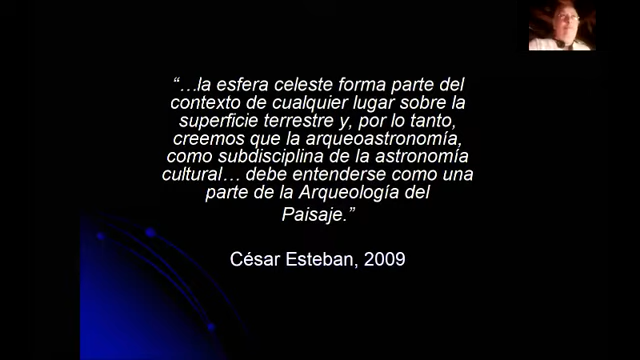 “…la esfera celeste forma parte del
contexto de cualquier lugar sobre la
superficie terrestre y, por lo tanto,
creemos que la arqueoastronomía,
como subdisciplina de la astronomía
cultural… debe entenderse como una
parte de la Arqueología del
Paisaje.”
César Esteban, 2009